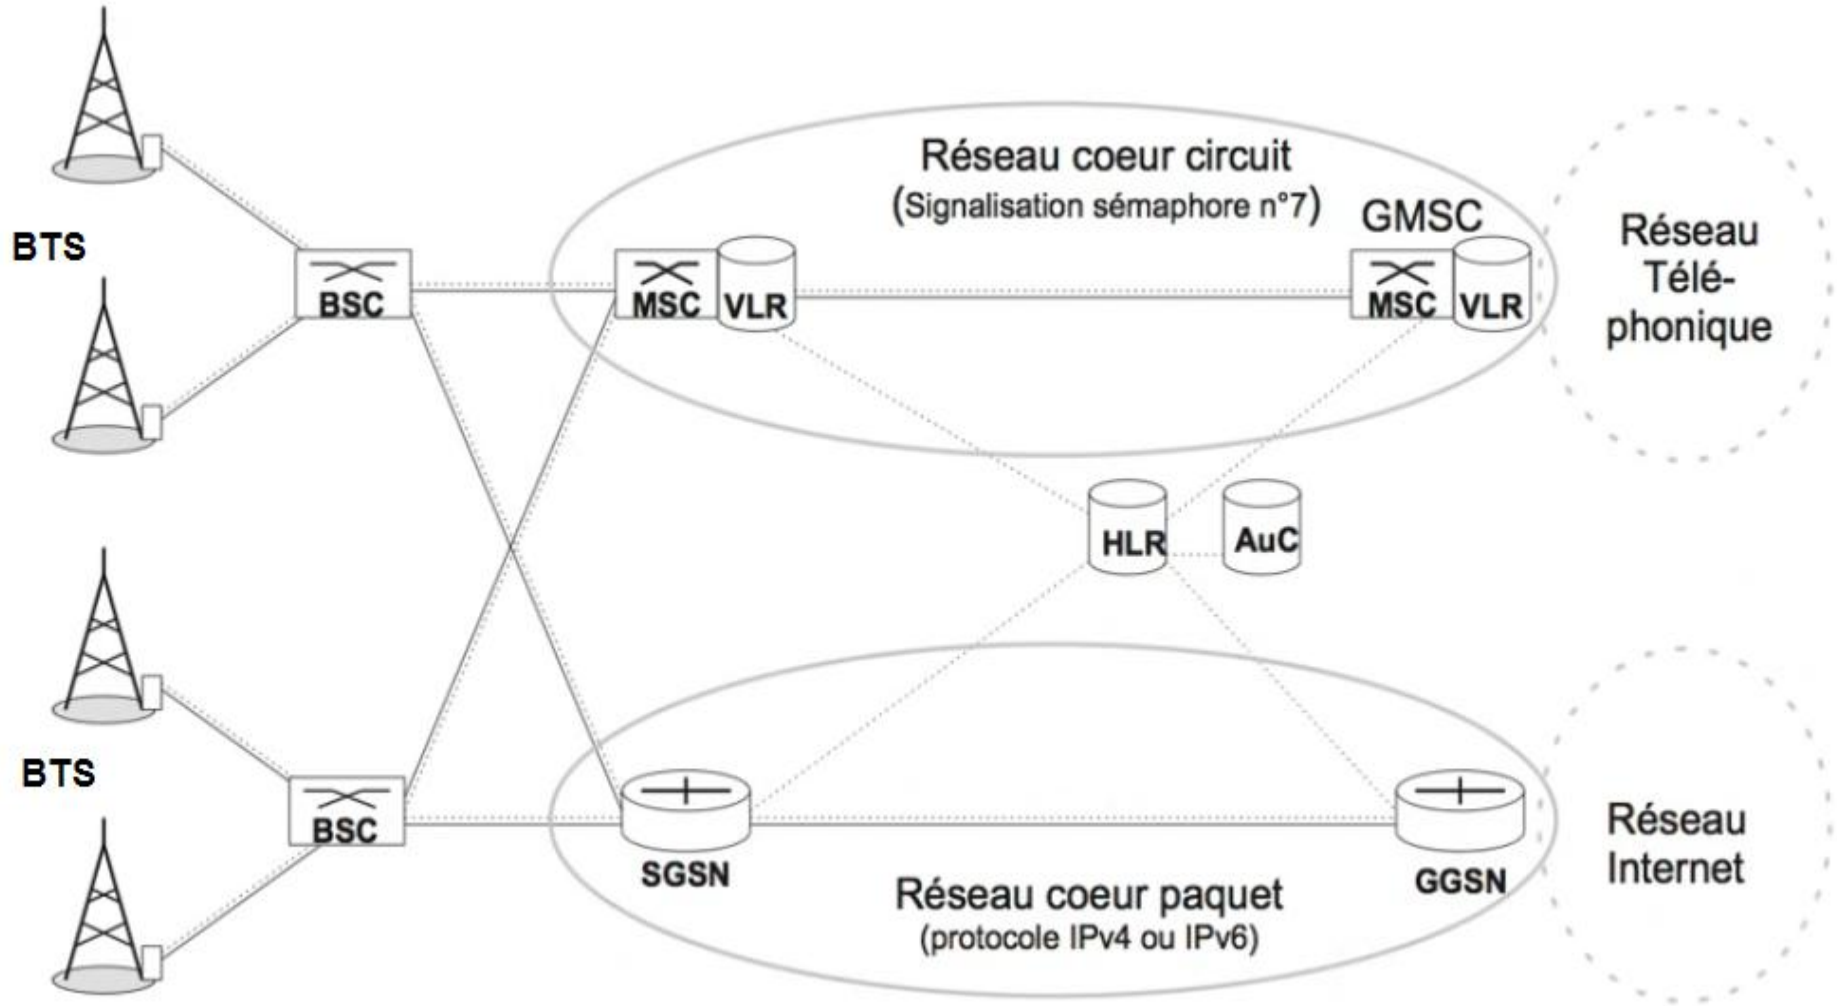 Réseau coeur circuit
(Signalisation sémaphore n°7)
GMSC
BTS
BSC
MSC
VLR
MSC
VLR
Réseau
Télé-
phonique
HLR
AuC
BTS
BSC
SGSN
GGSN
Réseau coeur paquet
(protocole IPv4 ou IPv6)
Réseau
Internet